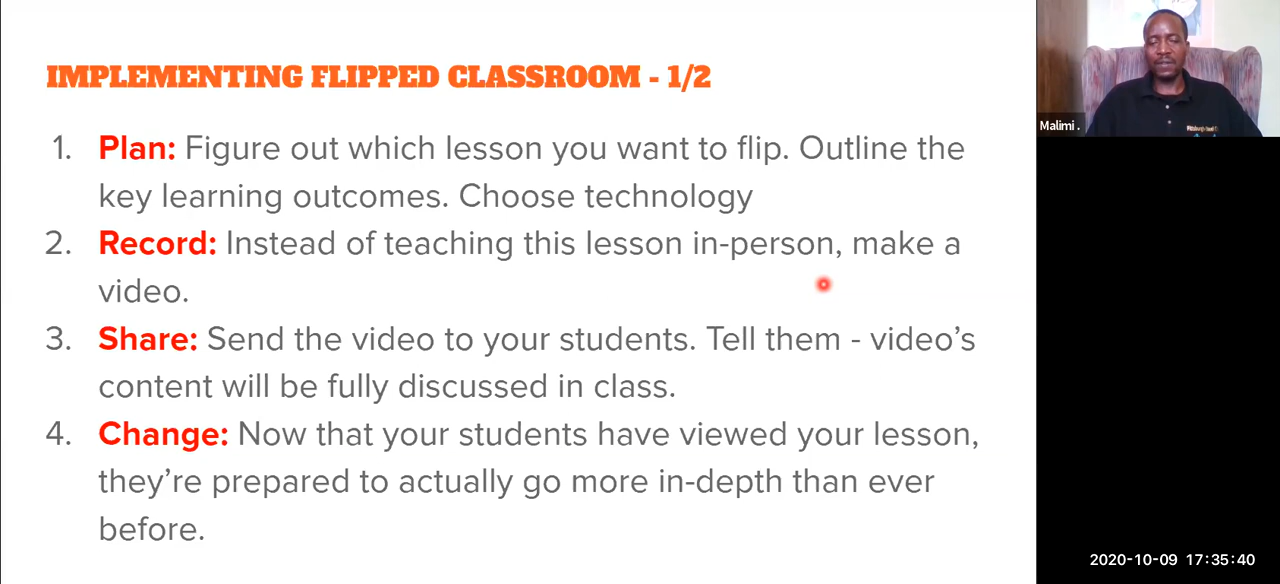 IMPLEMENTING FLIPPED CLASSROOM - 1/2
1. Plan: Figure out which lesson you want to flip. Outline the
key learning outcomes. Choose technology
2. Record: Instead of teaching this lesson in-person, make a
video.
3. Share: Send the video to your students. Tell them - video’s
content will be fully discussed in class.
4. Change: Now that your students have viewed your lesson,
they’re prepared to actually go more in-depth than ever
before.
Malimi .
2020-10-09 17:35:40